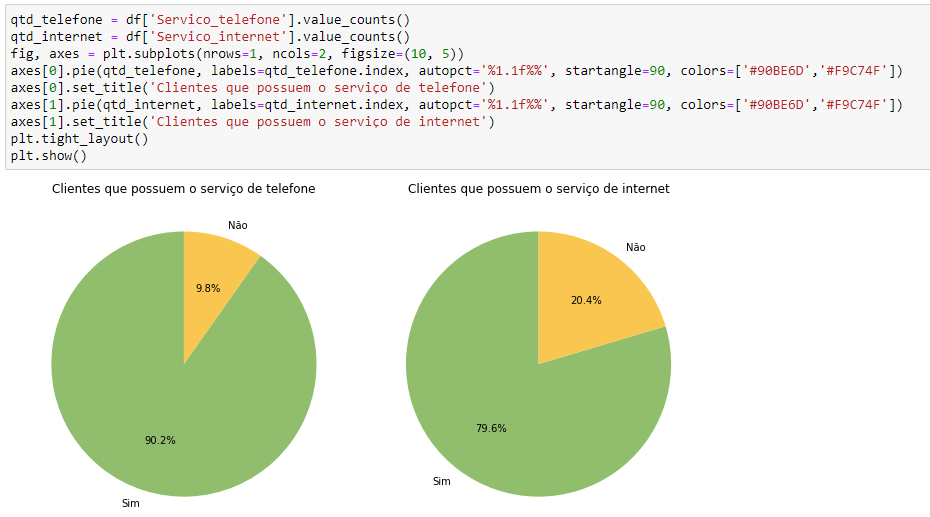 qtd_telefone = df['Servico_telefone'].value_counts()
qtd_internet = df['Servico_internet'].value_counts()
fig, axes = plt.subplots(nrows=1, ncols=2, figsize=(10, 5))
axes[0].pie(qtd_telefone, labels=qtd_telefone.index, autopct='%1.1f%%', startangle=90, colors=['#90BE6D','#F9C74F'])
axes[0].set_title('Clientes que possuem o serviço de telefone')
axes[1].pie(qtd_internet, labels=qtd_internet.index, autopct='%1.1f%%', startangle=90, colors=['#90BE6D','#F9C74F'])
axes[1].set_title('Clientes que possuem o serviço de internet')
plt.tight_layout()
plt.show()
Clientes que possuem o serviço de telefone
Não
9.8%
90.2%
Sim
Clientes que possuem o serviço de internet
Não
20.4%
79.6%
Sim